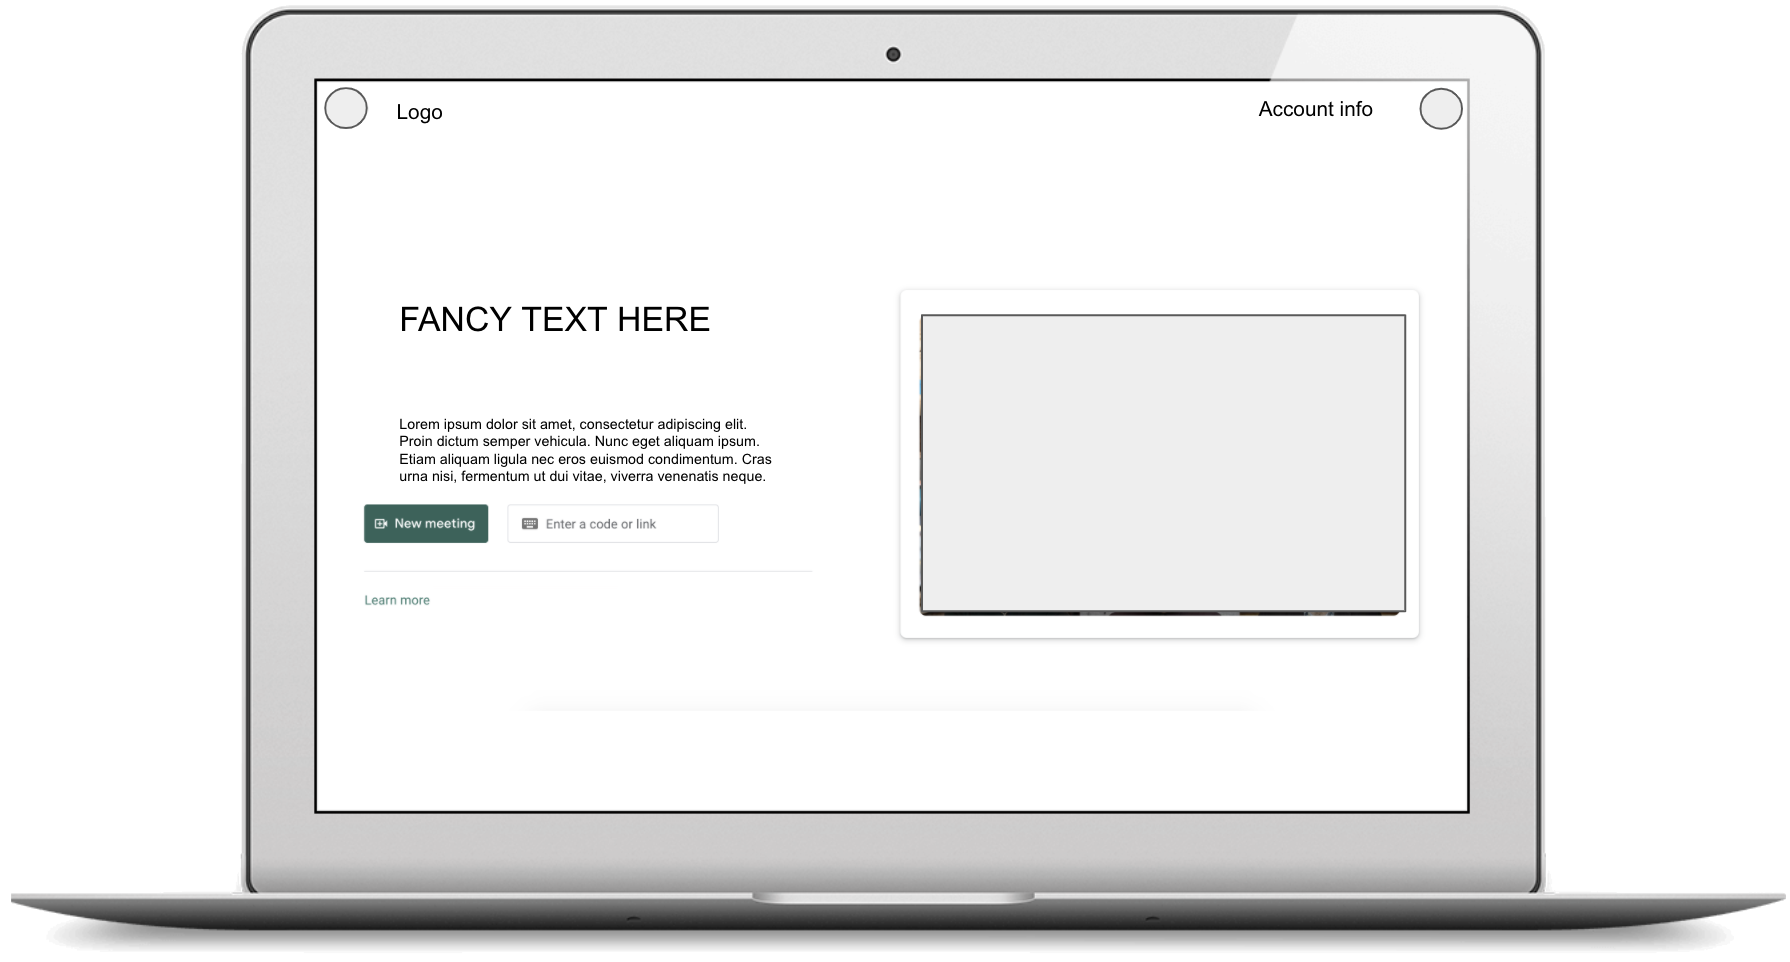 Logo
Account info
FANCY TEXT HERE
Lorem ipsum dolor sit amet, consectetur adipiscing elit.
Proin dictum semper vehicula. Nunc eget aliquam ipsum.
Etiam aliquam ligula nec eros euismod condimentum. Cras
urna nisi, fermentum ut dui vitae, viverra venenatis neque.
New meeting
Enter a code or link
Learn more